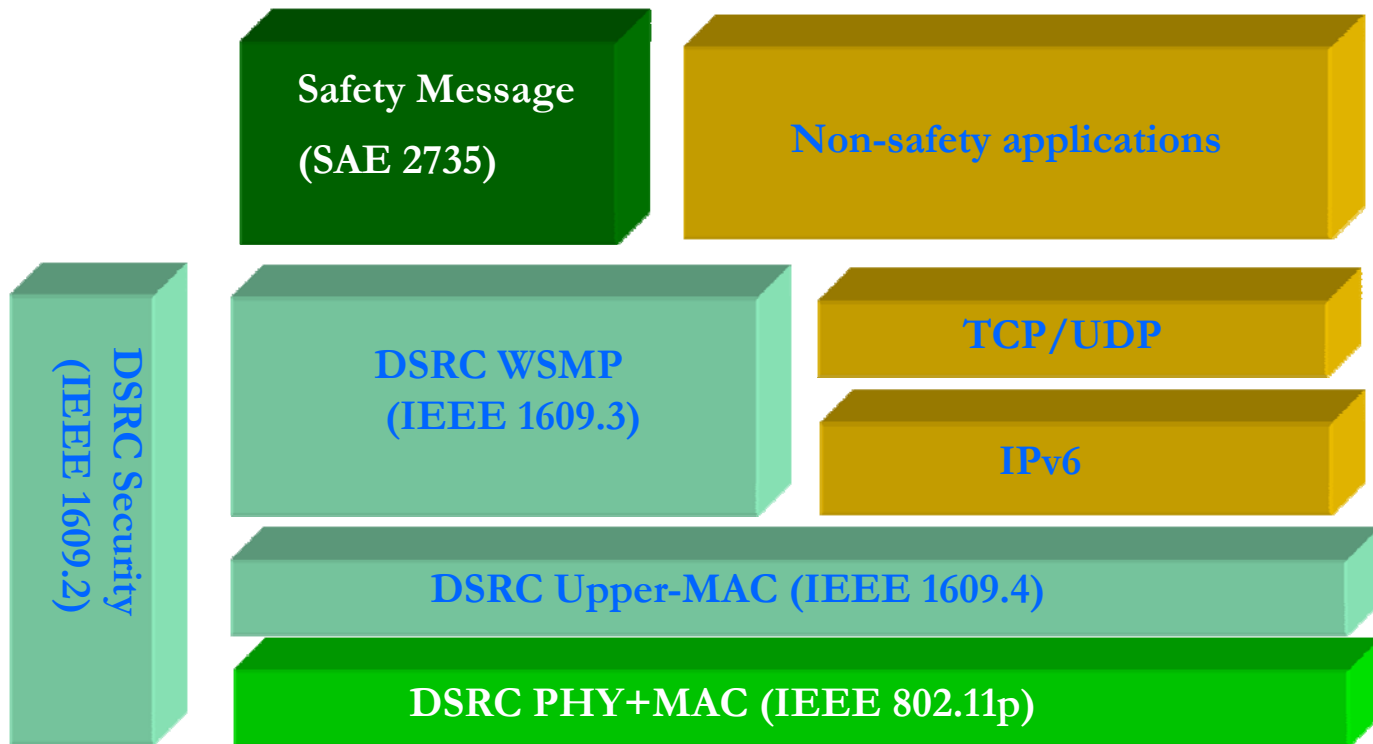 Safety Message
(SAE 2735)
Non-safety applications
DSRC Security
(IEEE 1609.2)
DSRC WSMP
(IEEE 1609.3)
TCP/UDP
IPv6
DSRC Upper-MAC (IEEE 1609.4)
DSRC PHY+MAC (IEEE 802.11p)